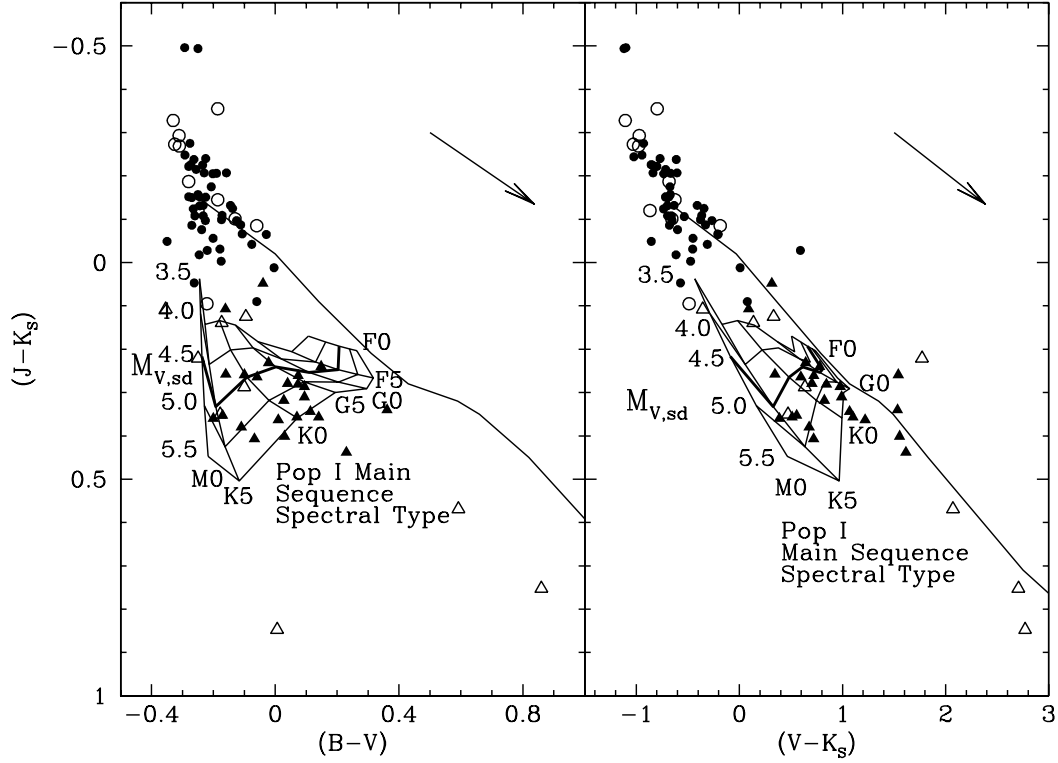 −0.5
0
0.5
1
(J−Ks)
3.5
4.0
4.5
5.0
5.5
MV,sd
F0
F5
G0
G5
K0
K5
M0
Pop I Main
Sequence
Spectral Type
−0.4
0
0.4
0.8
(B−V)
3.5
4.0
4.5
5.0
5.5
MV,sd
F0
G0
K0
K5
M0
Pop I
Main Sequence
Spectral Type
−1
0
1
2
3
(V−Ks)